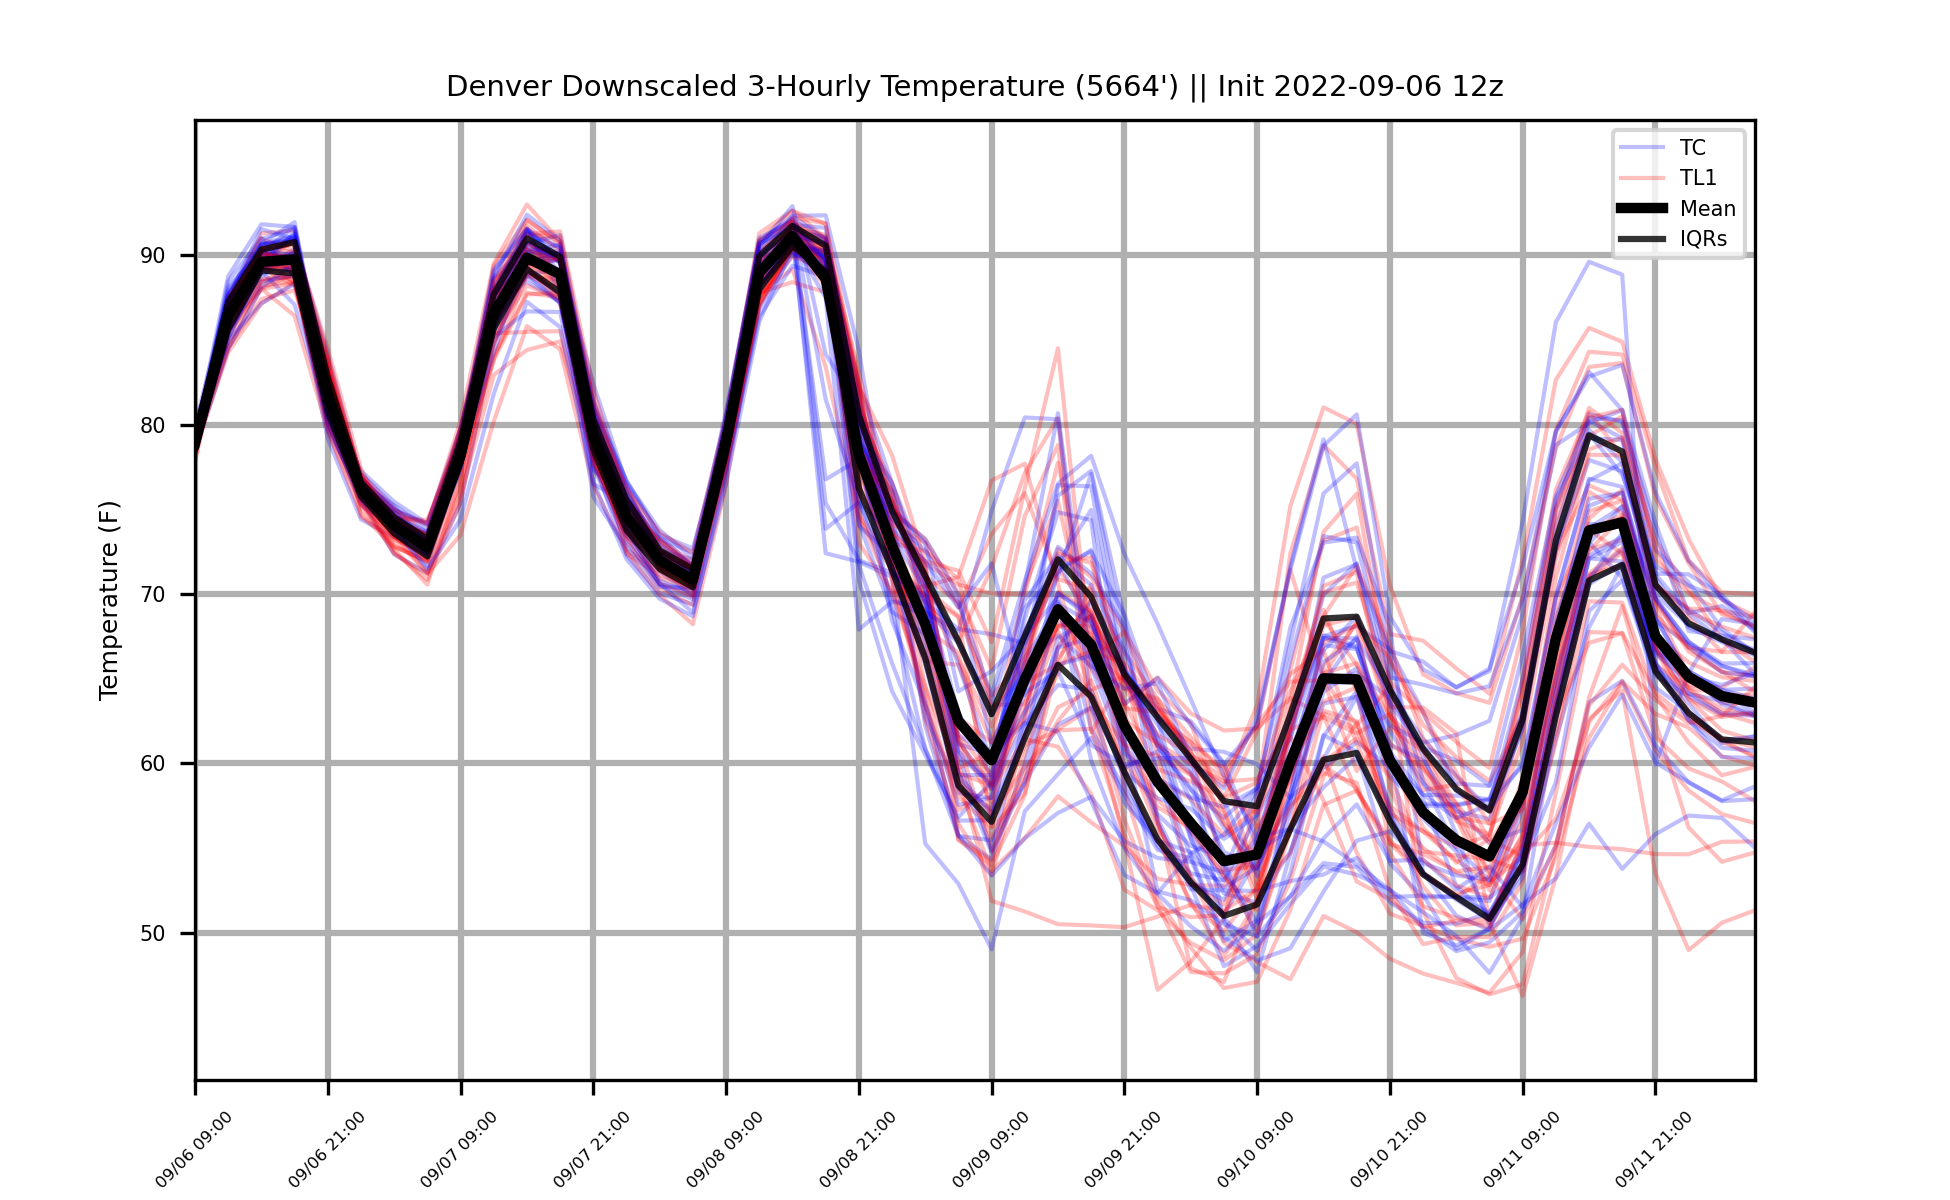 Denver Downscaled 3-Hourly Temperature (5664') || Init 2022-09-06 12z
TC
TL1
Mean
IQRs
Temperature (F)
90
80
70
60
50
09/06 09:00
09/06 21:00
09/07 09:00
09/07 21:00
09/08 09:00
09/08 21:00
09/09 09:00
09/09 21:00
09/10 09:00
09/10 21:00
09/11 09:00
09/11 21:00